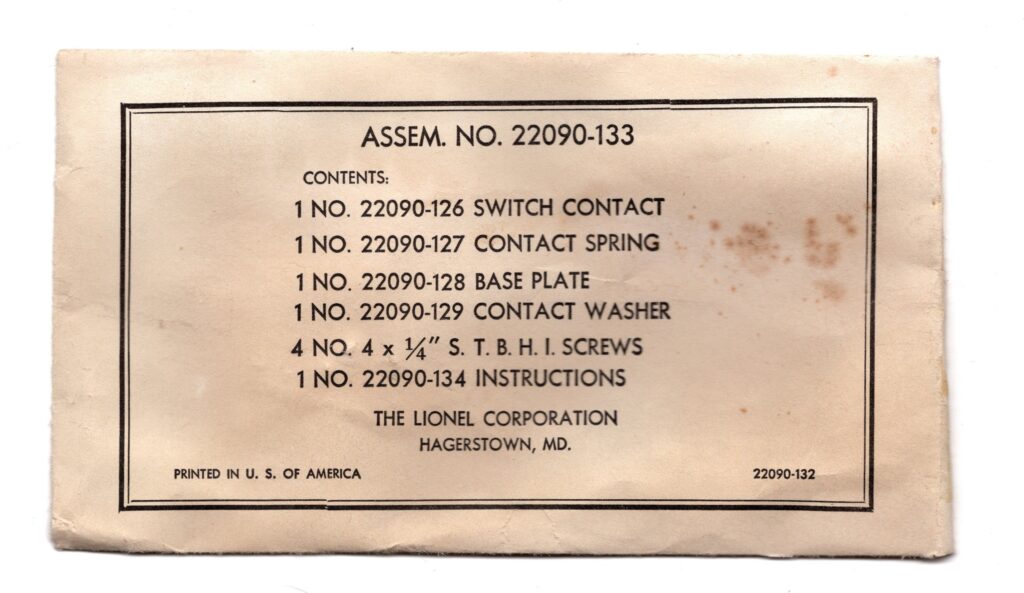 ASSEM. NO. 22090-133
CONTENTS:
1 NO. 22090-126 SWITCH CONTACT
1 NO. 22090-127 CONTACT SPRING
1 NO. 22090-128 BASE PLATE
1 NO. 22090-129 CONTACT WASHER
4 NO. 4 x ¼" S. T. B. H. I. SCREWS
1 NO. 22090-134 INSTRUCTIONS
THE LIONEL CORPORATION
HAGERSTOWN, MD.
PRINTED IN U. S. OF AMERICA 22090-132